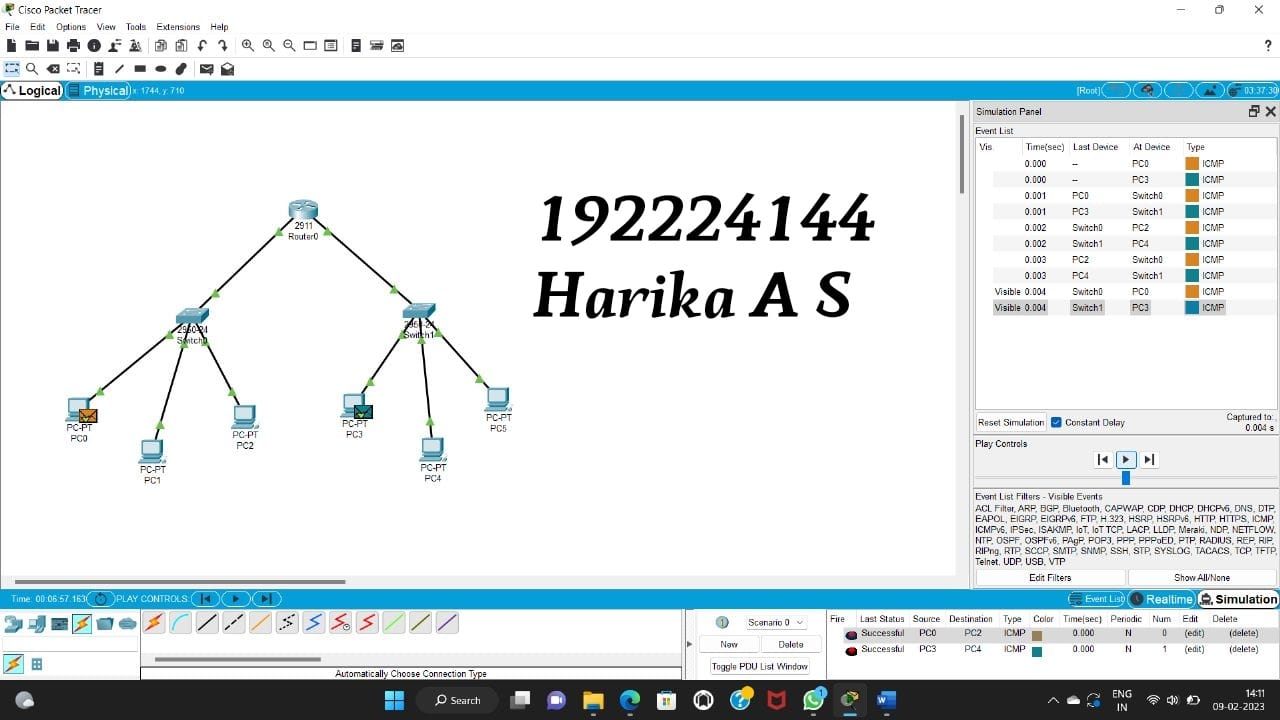 Cisco Packet Tracer
File Edit Options View Tools Extensions Help
?
Logical Physical x: 1744, y: 710 [Root] 03:37:30
Simulation Panel
Event List
Vis. Time(sec) Last Device At Device Type
0.000 -- PC0 ICMP
0.000 -- PC3 ICMP
0.001 PC0 Switch0 ICMP
0.001 PC3 Switch1 ICMP
0.002 Switch0 PC2 ICMP
0.002 Switch1 PC4 ICMP
0.003 PC2 Switch0 ICMP
0.003 PC4 Switch1 ICMP
Visible 0.004 Switch0 PC0 ICMP
Visible 0.004 Switch1 PC3 ICMP
Reset Simulation Constant Delay Captured to:
0.004 s
Play Controls
Event List Filters - Visible Events
ACL Filter, ARP, BGP, Bluetooth, CAPWAP, CDP, DHCP, DHCPv6, DNS, DTP,
EAPOL, EIGRP, EIGRPv6, FTP, H.323, HSRP, HSRPv6, HTTP, HTTPS, ICMP,
ICMPv6, IPSec, ISAKMP, IoT, IoT TCP, LACP, LLDP, Meraki, NDP, NETFLOW,
NTP, OSPF, OSPFv6, PAgP, POP3, PPP, PPPoED, PTP, RADIUS, REP, RIP,
RIPng, RTP, SCCP, SMTP, SNMP, SSH, STP, SYSLOG, TACACS, TCP, TFTP,
Telnet, UDP, USB, VTP
Edit Filters Show All/None
192224144
Harika A S
2911
Router0
2950-24
Switch0
2950-24
Switch1
PC-PT
PC0
PC-PT
PC1
PC-PT
PC2
PC-PT
PC3
PC-PT
PC4
PC-PT
PC5
Time: 00:06:57.163 PLAY CONTROLS: Event List Realtime Simulation
Automatically Choose Connection Type
Scenario 0
New Delete
Toggle PDU List Window
Fire Last Status Source Destination Type Color Time(sec) Periodic Num Edit Delete
Successful PC0 PC2 ICMP 0.000 N 0 (edit) (delete)
Successful PC3 PC4 ICMP 0.000 N 1 (edit) (delete)
Search
1
ENG
IN
14:11
09-02-2023